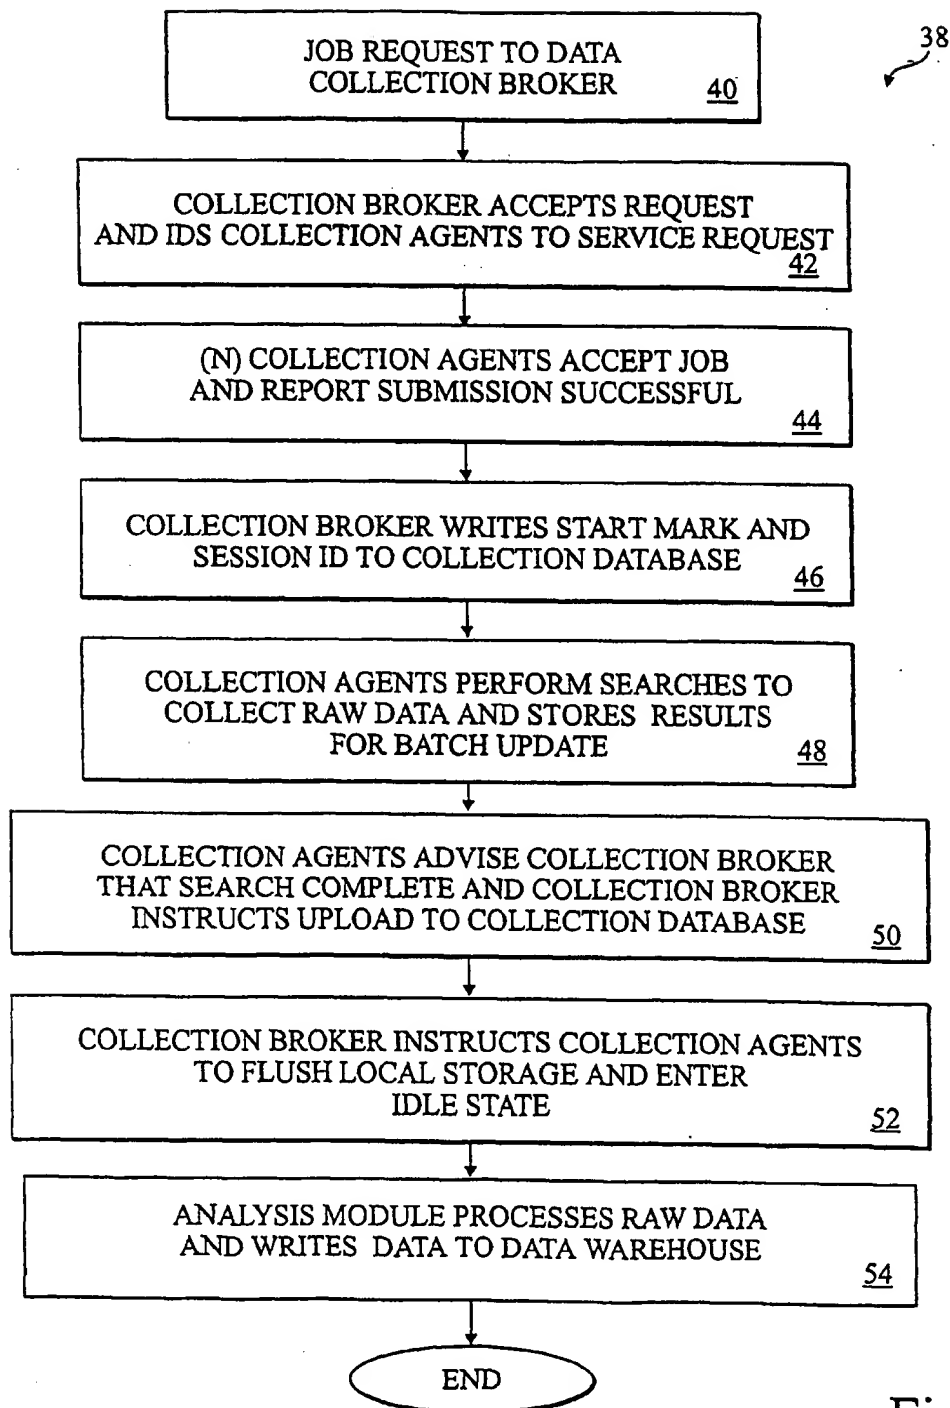 38
JOB REQUEST TO DATA
COLLECTION BROKER
40
COLLECTION BROKER ACCEPTS REQUEST
AND IDS COLLECTION AGENTS TO SERVICE REQUEST
42
(N) COLLECTION AGENTS ACCEPT JOB
AND REPORT SUBMISSION SUCCESSFUL
44
COLLECTION BROKER WRITES START MARK AND
SESSION ID TO COLLECTION DATABASE
46
COLLECTION AGENTS PERFORM SEARCHES TO
COLLECT RAW DATA AND STORES RESULTS
FOR BATCH UPDATE
48
COLLECTION AGENTS ADVISE COLLECTION BROKER
THAT SEARCH COMPLETE AND COLLECTION BROKER
INSTRUCTS UPLOAD TO COLLECTION DATABASE
50
COLLECTION BROKER INSTRUCTS COLLECTION AGENTS
TO FLUSH LOCAL STORAGE AND ENTER
IDLE STATE
52
ANALYSIS MODULE PROCESSES RAW DATA
AND WRITES DATA TO DATA WAREHOUSE
54
END